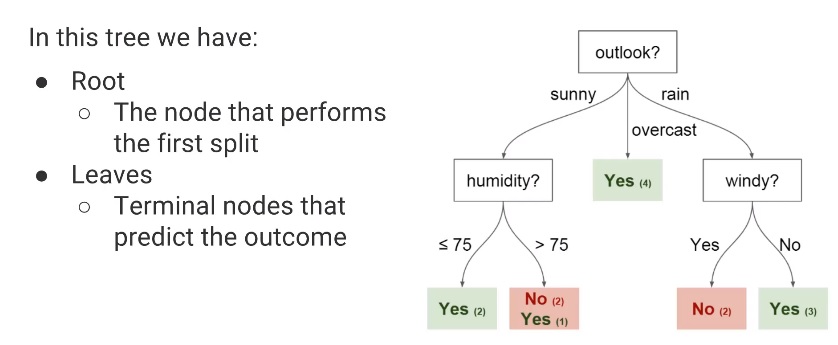 In this tree we have:
● Root
○ The node that performs
the first split
● Leaves
○ Terminal nodes that
predict the outcome
outlook?
sunny
rain
overcast
humidity?
Yes (4)
windy?
≤ 75
> 75
Yes
No
Yes (2)
No (2)
Yes (1)
No (2)
Yes (3)